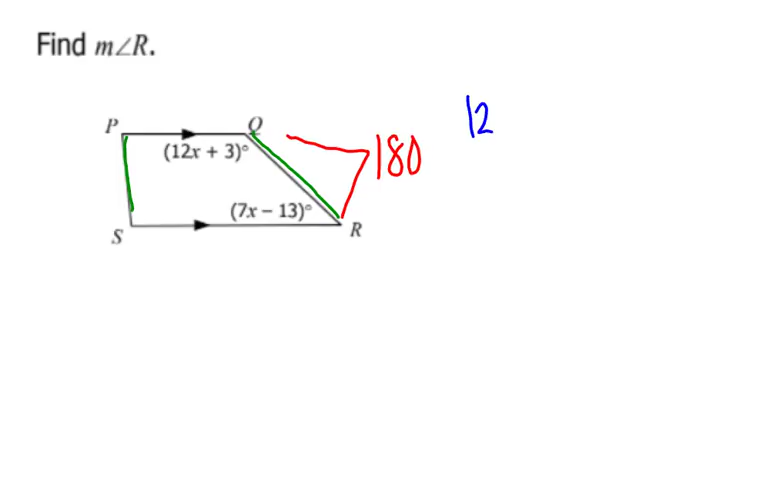 Find m∠R.
P Q
(12x + 3)°
(7x − 13)°
S R
180
12